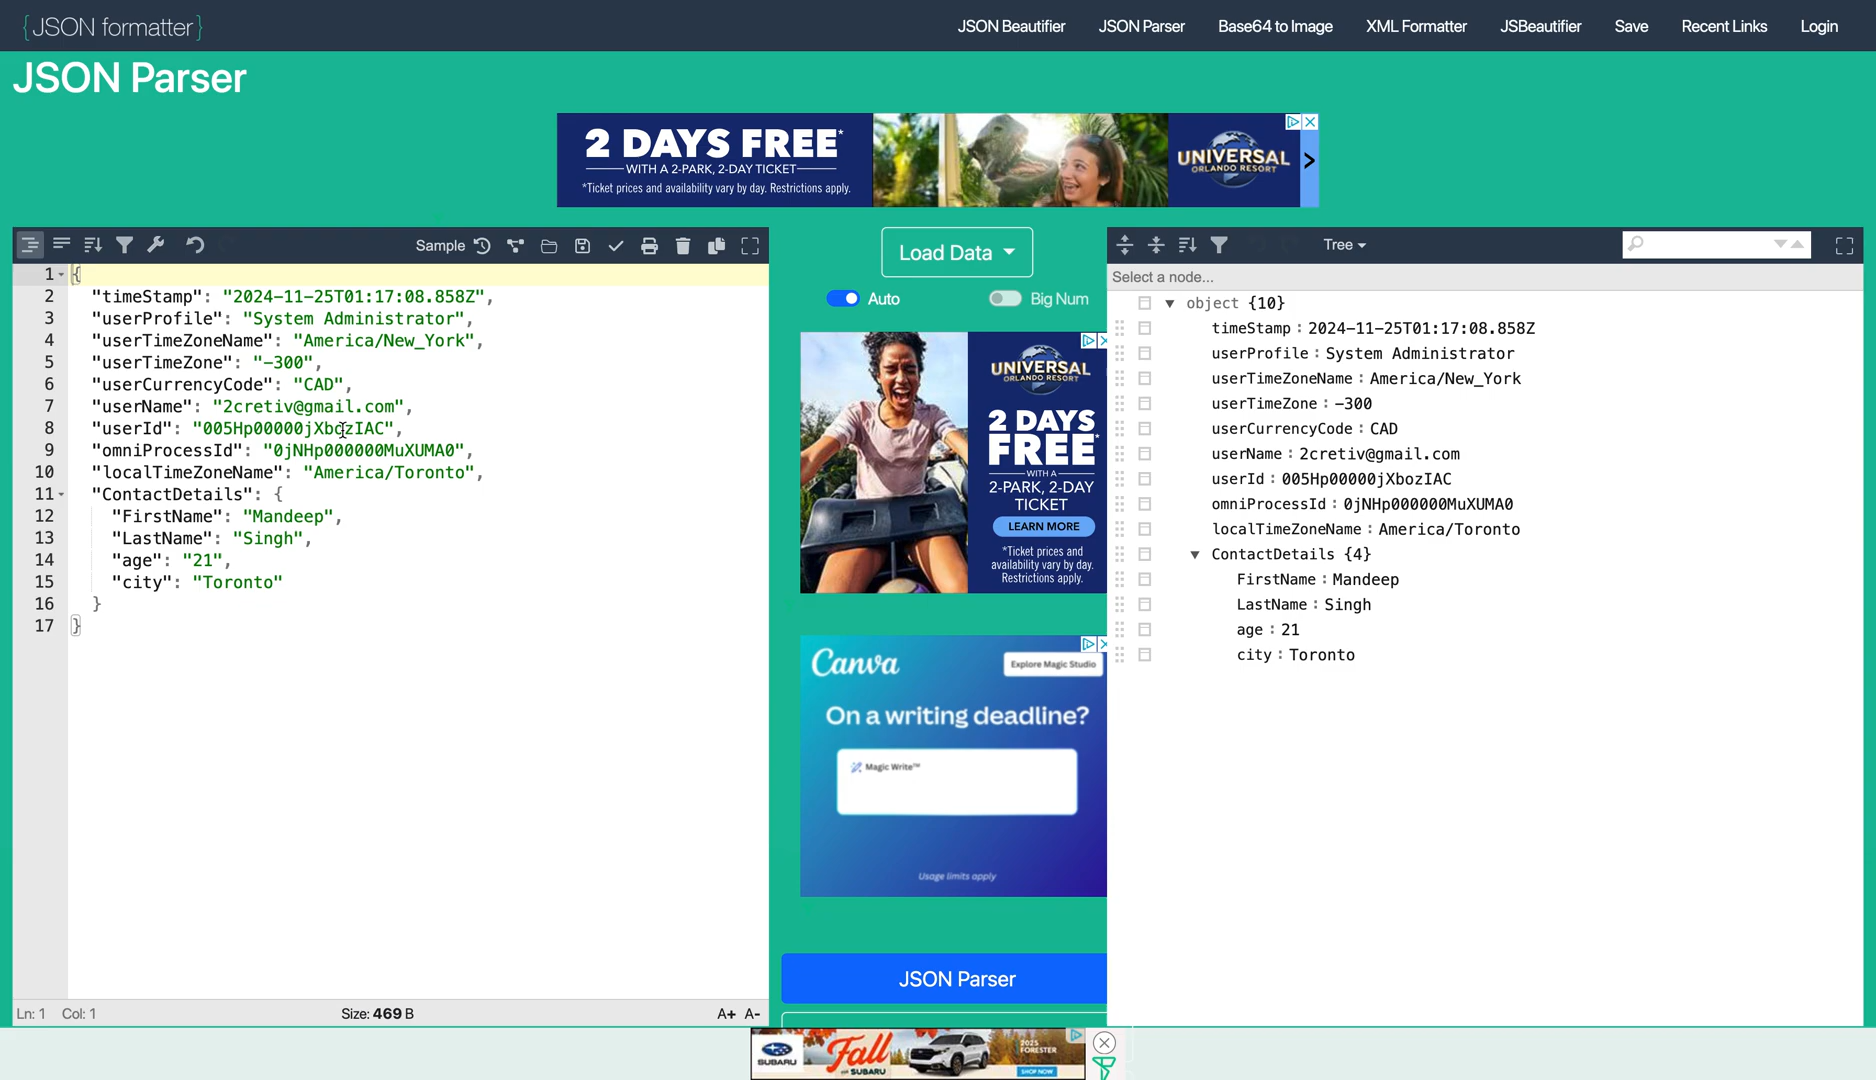 {JSON formatter}
JSON Beautifier JSON Parser Base64 to Image XML Formatter JSBeautifier Save Recent Links Login
JSON Parser
2 DAYS FREE*
WITH A 2-PARK, 2-DAY TICKET
*Ticket prices and availability vary by day. Restrictions apply.
UNIVERSAL
ORLANDO RESORT
Sample
1 {
2 "timeStamp": "2024-11-25T01:17:08.858Z",
3 "userProfile": "System Administrator",
4 "userTimeZoneName": "America/New_York",
5 "userTimeZone": "-300",
6 "userCurrencyCode": "CAD",
7 "userName": "2cretiv@gmail.com",
8 "userId": "005Hp00000jXbozIAC",
9 "omniProcessId": "0jNHp000000MuXUMA0",
10 "localTimeZoneName": "America/Toronto",
11 "ContactDetails": {
12 "FirstName": "Mandeep",
13 "LastName": "Singh",
14 "age": "21",
15 "city": "Toronto"
16 }
17 }
Ln: 1 Col: 1 Size: 469 B A+ A-
Load Data
Auto Big Num
UNIVERSAL
ORLANDO RESORT
2 DAYS
FREE*
WITH A
2-PARK, 2-DAY
TICKET
LEARN MORE
*Ticket prices and
availability vary by day.
Restrictions apply.
Canva
Explore Magic Studio
On a writing deadline?
Magic Write™
Usage limits apply
JSON Parser
Tree
Select a node...
object {10}
timeStamp : 2024-11-25T01:17:08.858Z
userProfile : System Administrator
userTimeZoneName : America/New_York
userTimeZone : -300
userCurrencyCode : CAD
userName : 2cretiv@gmail.com
userId : 005Hp00000jXbozIAC
omniProcessId : 0jNHp000000MuXUMA0
localTimeZoneName : America/Toronto
ContactDetails {4}
FirstName : Mandeep
LastName : Singh
age : 21
city : Toronto
SUBARU
Fall
FOR SUBARU
2025
FORESTER
SHOP NOW